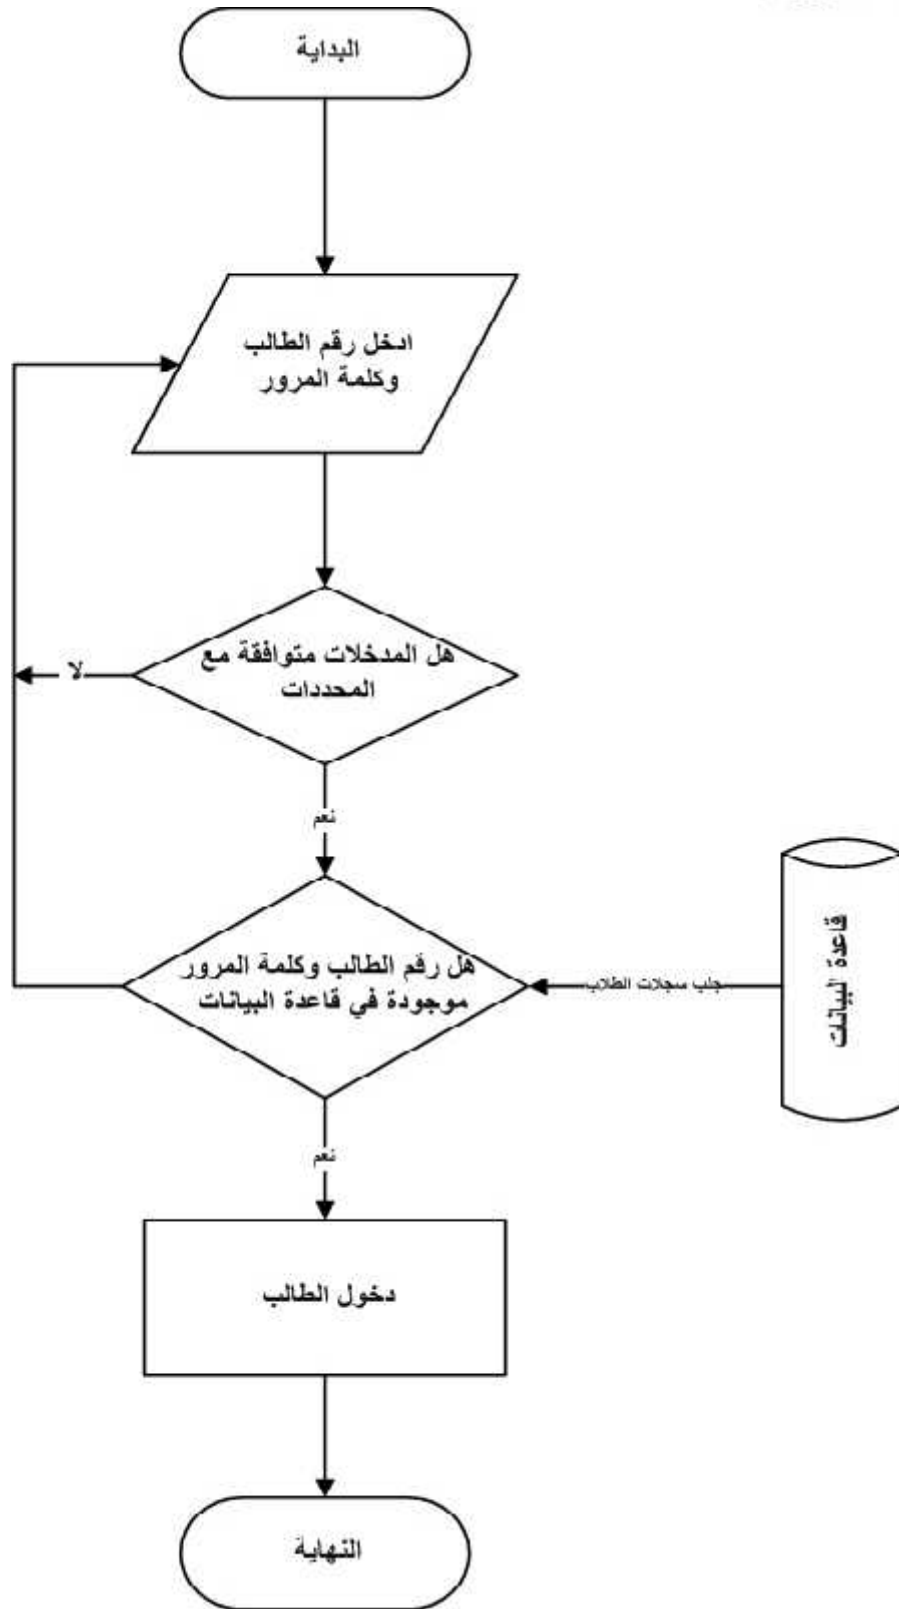 البداية
ادخل رقم الطالب
وكلمة المرور
هل المدخلات متوافقة مع
المحددات
لا
نعم
هل رقم الطالب وكلمة المرور
موجودة في قاعدة البيانات
جلب سجلات الطلاب
قاعدة البيانات
نعم
دخول الطالب
النهاية